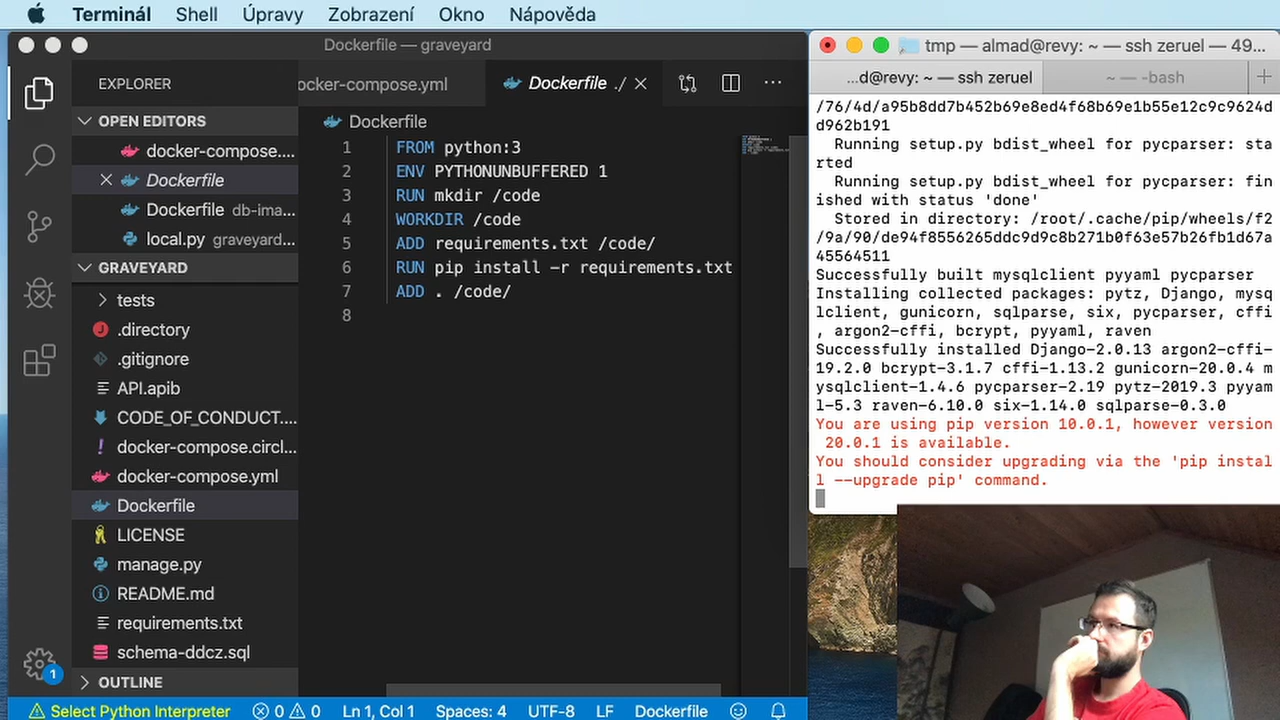 Terminál Shell Úpravy Zobrazení Okno Nápověda
Dockerfile — graveyard
EXPLORER
OPEN EDITORS
docker-compose....
Dockerfile
Dockerfile db-ima...
local.py graveyard...
GRAVEYARD
tests
.directory
.gitignore
API.apib
CODE_OF_CONDUCT....
docker-compose.circl...
docker-compose.yml
Dockerfile
LICENSE
manage.py
README.md
requirements.txt
schema-ddcz.sql
OUTLINE
ocker-compose.yml
Dockerfile ./
Dockerfile
1 FROM python:3
2 ENV PYTHONUNBUFFERED 1
3 RUN mkdir /code
4 WORKDIR /code
5 ADD requirements.txt /code/
6 RUN pip install -r requirements.txt
7 ADD . /code/
8
1
Select Python Interpreter 0 0 Ln 1, Col 1 Spaces: 4 UTF-8 LF Dockerfile
tmp — almad@revy: ~ — ssh zeruel — 49...
...d@revy: ~ — ssh zeruel
~ — -bash
/76/4d/a95b8dd7b452b69e8ed4f68b69e1b55e12c9c9624d
d962b191
Running setup.py bdist_wheel for pycparser: sta
rted
Running setup.py bdist_wheel for pycparser: fin
ished with status 'done'
Stored in directory: /root/.cache/pip/wheels/f2
/9a/90/de94f8556265ddc9d9c8b271b0f63e57b26fb1d67a
45564511
Successfully built mysqlclient pyyaml pycparser
Installing collected packages: pytz, Django, mysq
lclient, gunicorn, sqlparse, six, pycparser, cffi
, argon2-cffi, bcrypt, pyyaml, raven
Successfully installed Django-2.0.13 argon2-cffi-
19.2.0 bcrypt-3.1.7 cffi-1.13.2 gunicorn-20.0.4 m
ysqlclient-1.4.6 pycparser-2.19 pytz-2019.3 pyyam
l-5.3 raven-6.10.0 six-1.14.0 sqlparse-0.3.0
You are using pip version 10.0.1, however version
20.0.1 is available.
You should consider upgrading via the 'pip instal
l --upgrade pip' command.